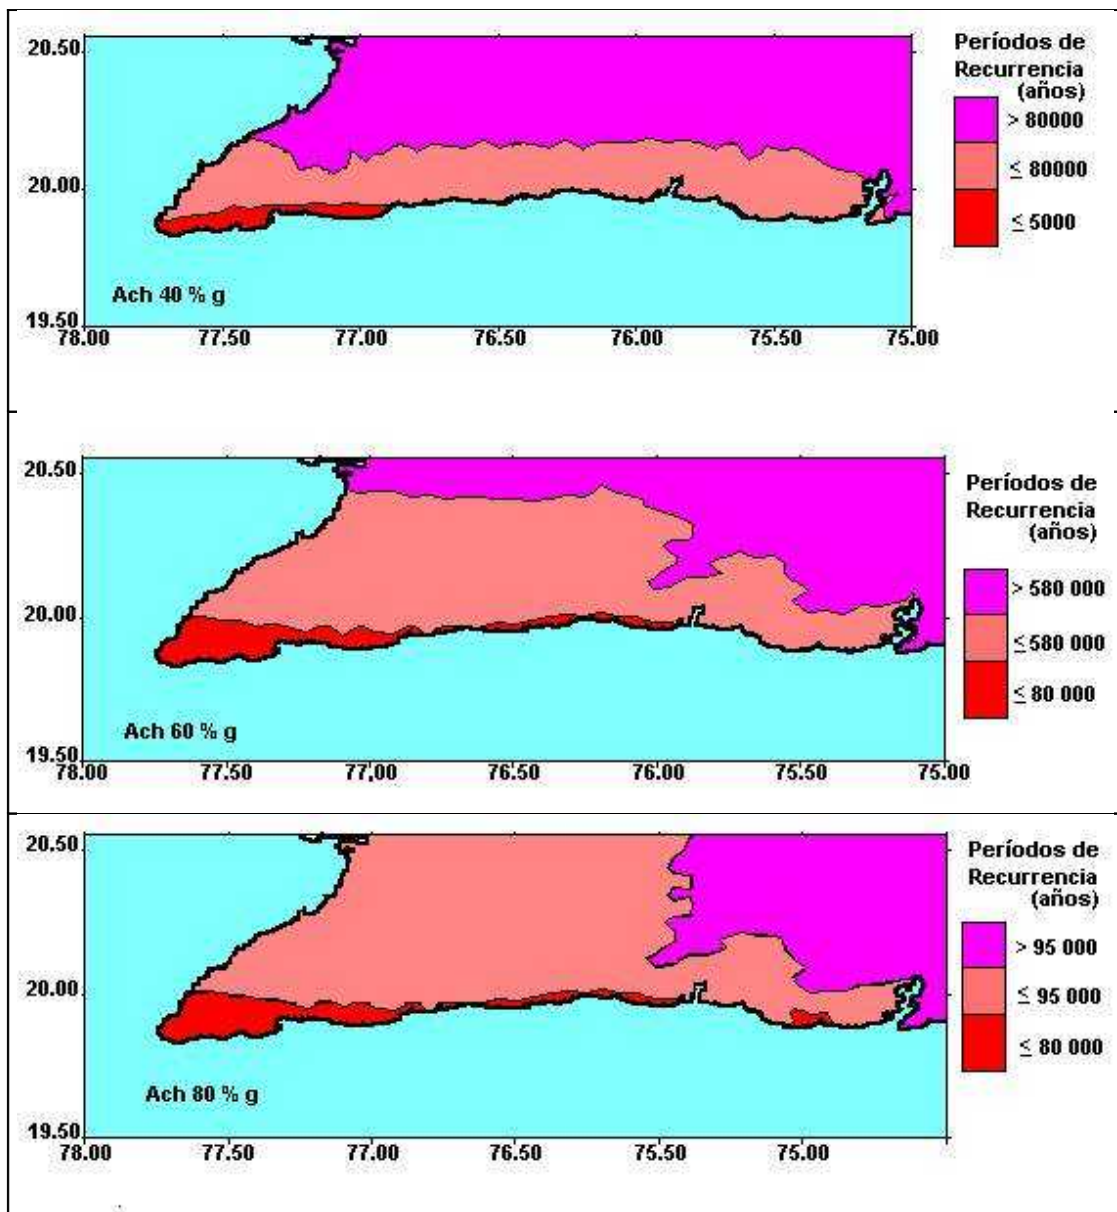 20.50
20.00
19.50
78.00 77.50 77.00 76.50 76.00 75.50 75.00
Ach 40 % g
Períodos de
Recurrencia
(años)
> 80000
≤ 80000
≤ 5000
20.50
20.00
19.50
78.00 77.50 77.00 76.50 76.00 75.50 75.00
Ach 60 % g
Períodos de
Recurrencia
(años)
> 580 000
≤580 000
≤ 80 000
20.50
20.00
19.50
78.00 77.50 77.00 76.50 75.50 75.00
Ach 80 % g
Períodos de
Recurrencia
(años)
> 95 000
≤ 95 000
≤ 80 000